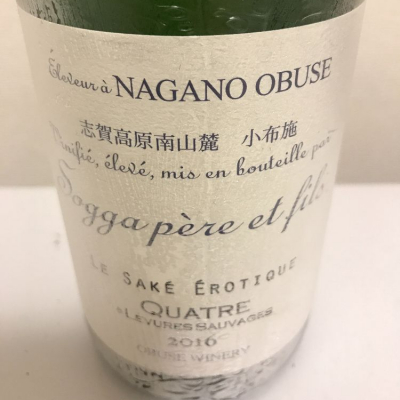 Éleveur à NAGANO OBUSE
志賀高原南山麓 小布施
Vinifié, élevé, mis en bouteille par
Sogga père et fils
LE SAKÉ ÉROTIQUE
QUATRE
LEVURES SAUVAGES
2016
OBUSE WINERY